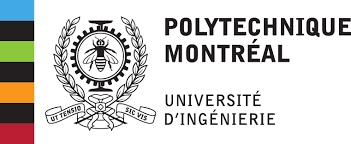 POLYTECHNIQUE
MONTRÉAL
UNIVERSITÉ
D'INGÉNIERIE
UT TENSIO SIC VIS